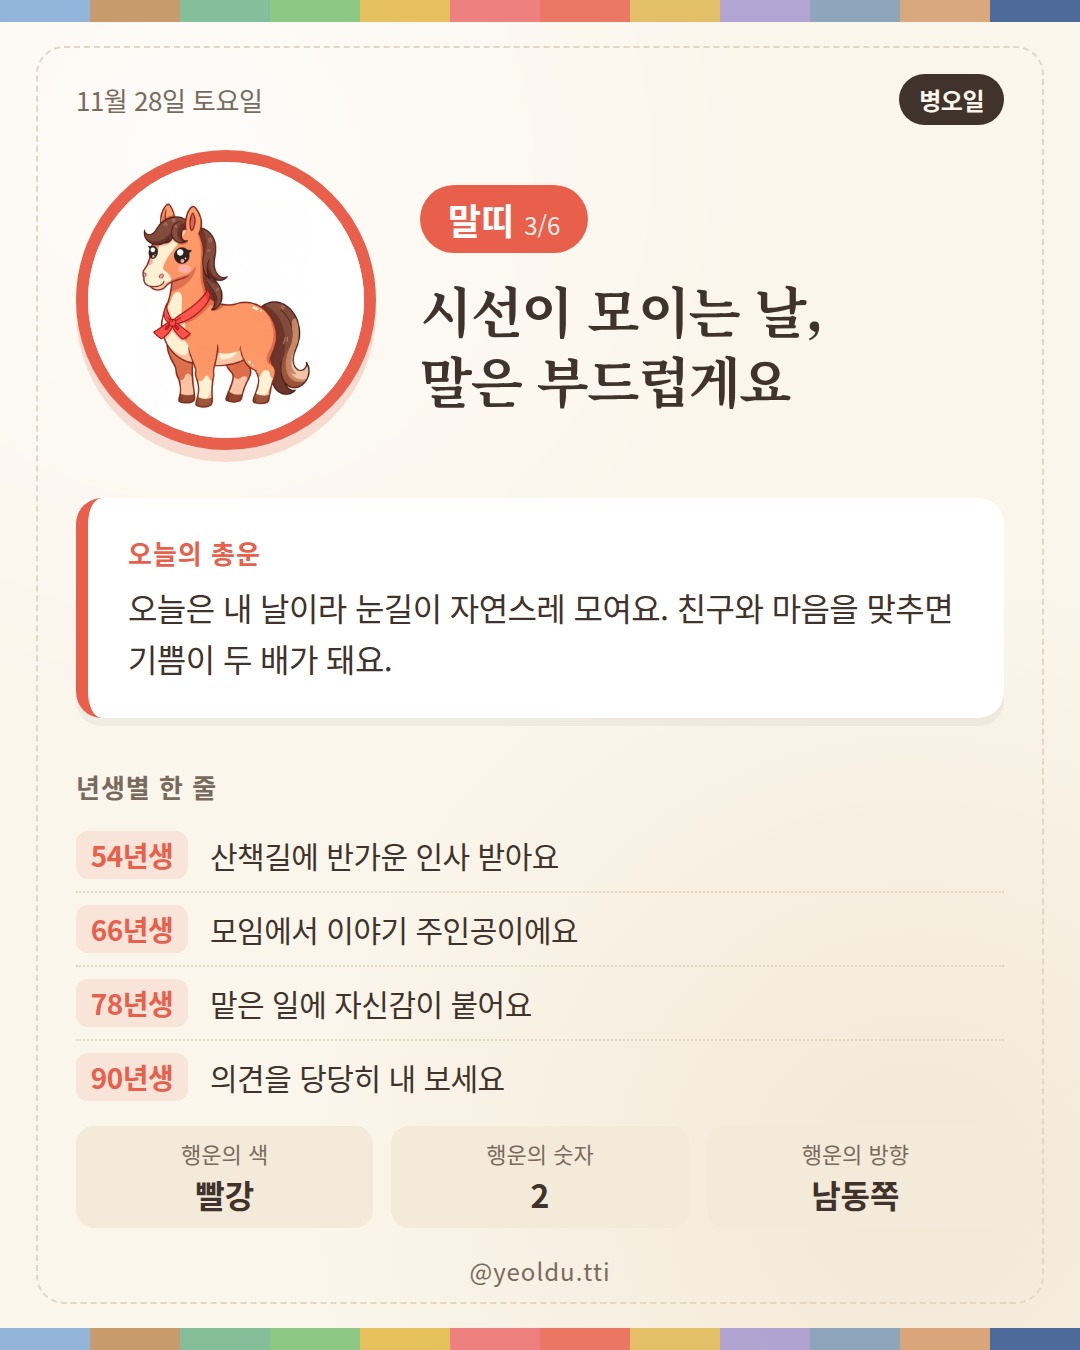 11월 28일 토요일
병오일
말띠 3/6
시선이 모이는 날,
말은 부드럽게요
오늘의 총운
오늘은 내 날이라 눈길이 자연스레 모여요. 친구와 마음을 맞추면
기쁨이 두 배가 돼요.
년생별 한 줄
54년생 산책길에 반가운 인사 받아요
66년생 모임에서 이야기 주인공이에요
78년생 맡은 일에 자신감이 붙어요
90년생 의견을 당당히 내 보세요
행운의 색
빨강
행운의 숫자
2
행운의 방향
남동쪽
@yeoldu.tti